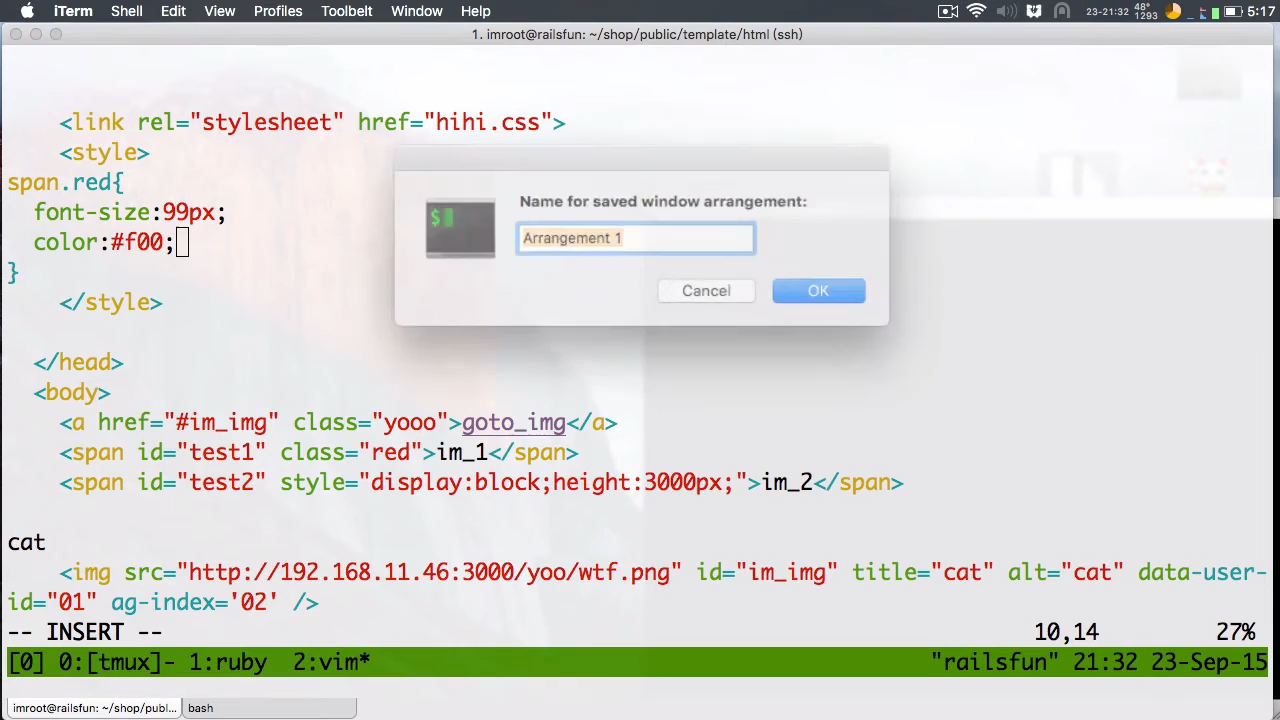 iTerm Shell Edit View Profiles Toolbelt Window Help 23-21:32 48° 1293 5:17
1. imroot@railsfun: ~/shop/public/template/html (ssh)
<link rel="stylesheet" href="hihi.css">
<style>
span.red{
font-size:99px;
color:#f00;
}
</style>
Name for saved window arrangement:
$
Arrangement 1
Cancel OK
</head>
<body>
<a href="#im_img" class="yooo">goto_img</a>
<span id="test1" class="red">im_1</span>
<span id="test2" style="display:block;height:3000px;">im_2</span>
cat
<img src="http://192.168.11.46:3000/yoo/wtf.png" id="im_img" title="cat" alt="cat" data-user-
id="01" ag-index='02' />
-- INSERT -- 10,14 27%
[0] 0:[tmux]- 1:ruby 2:vim* "railsfun" 21:32 23-Sep-15
imroot@railsfun: ~/shop/publ... bash